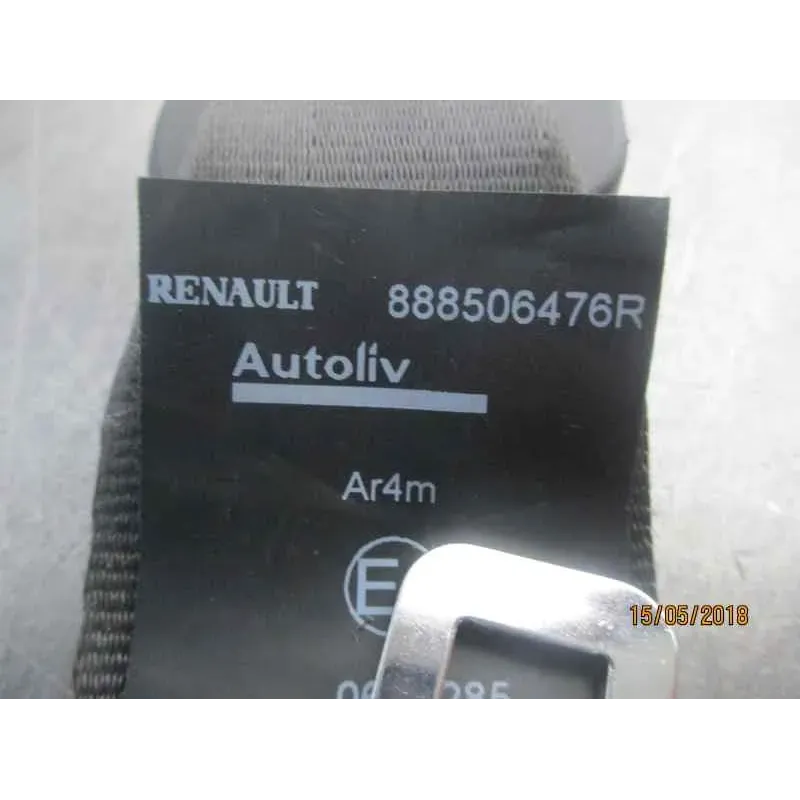 RENAULT 888506476R
Autoliv
Ar4m
E
15/05/2018